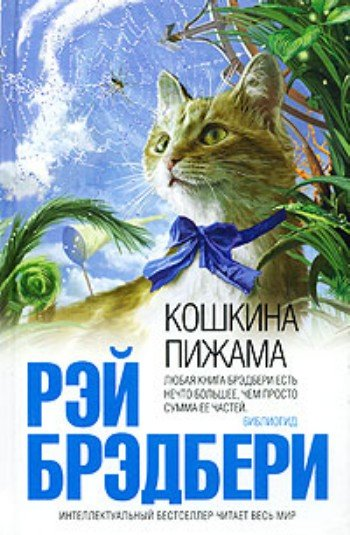 КОШКИНА
ПИЖАМА
ЛЮБАЯ КНИГА БРЭДБЕРИ ЕСТЬ
НЕЧТО БОЛЬШЕЕ, ЧЕМ ПРОСТО
СУММА ЕЕ ЧАСТЕЙ.
БИБЛИОГИД
РЭЙ
БРЭДБЕРИ
ИНТЕЛЛЕКТУАЛЬНЫЙ БЕСТСЕЛЛЕР ЧИТАЕТ ВЕСЬ МИР